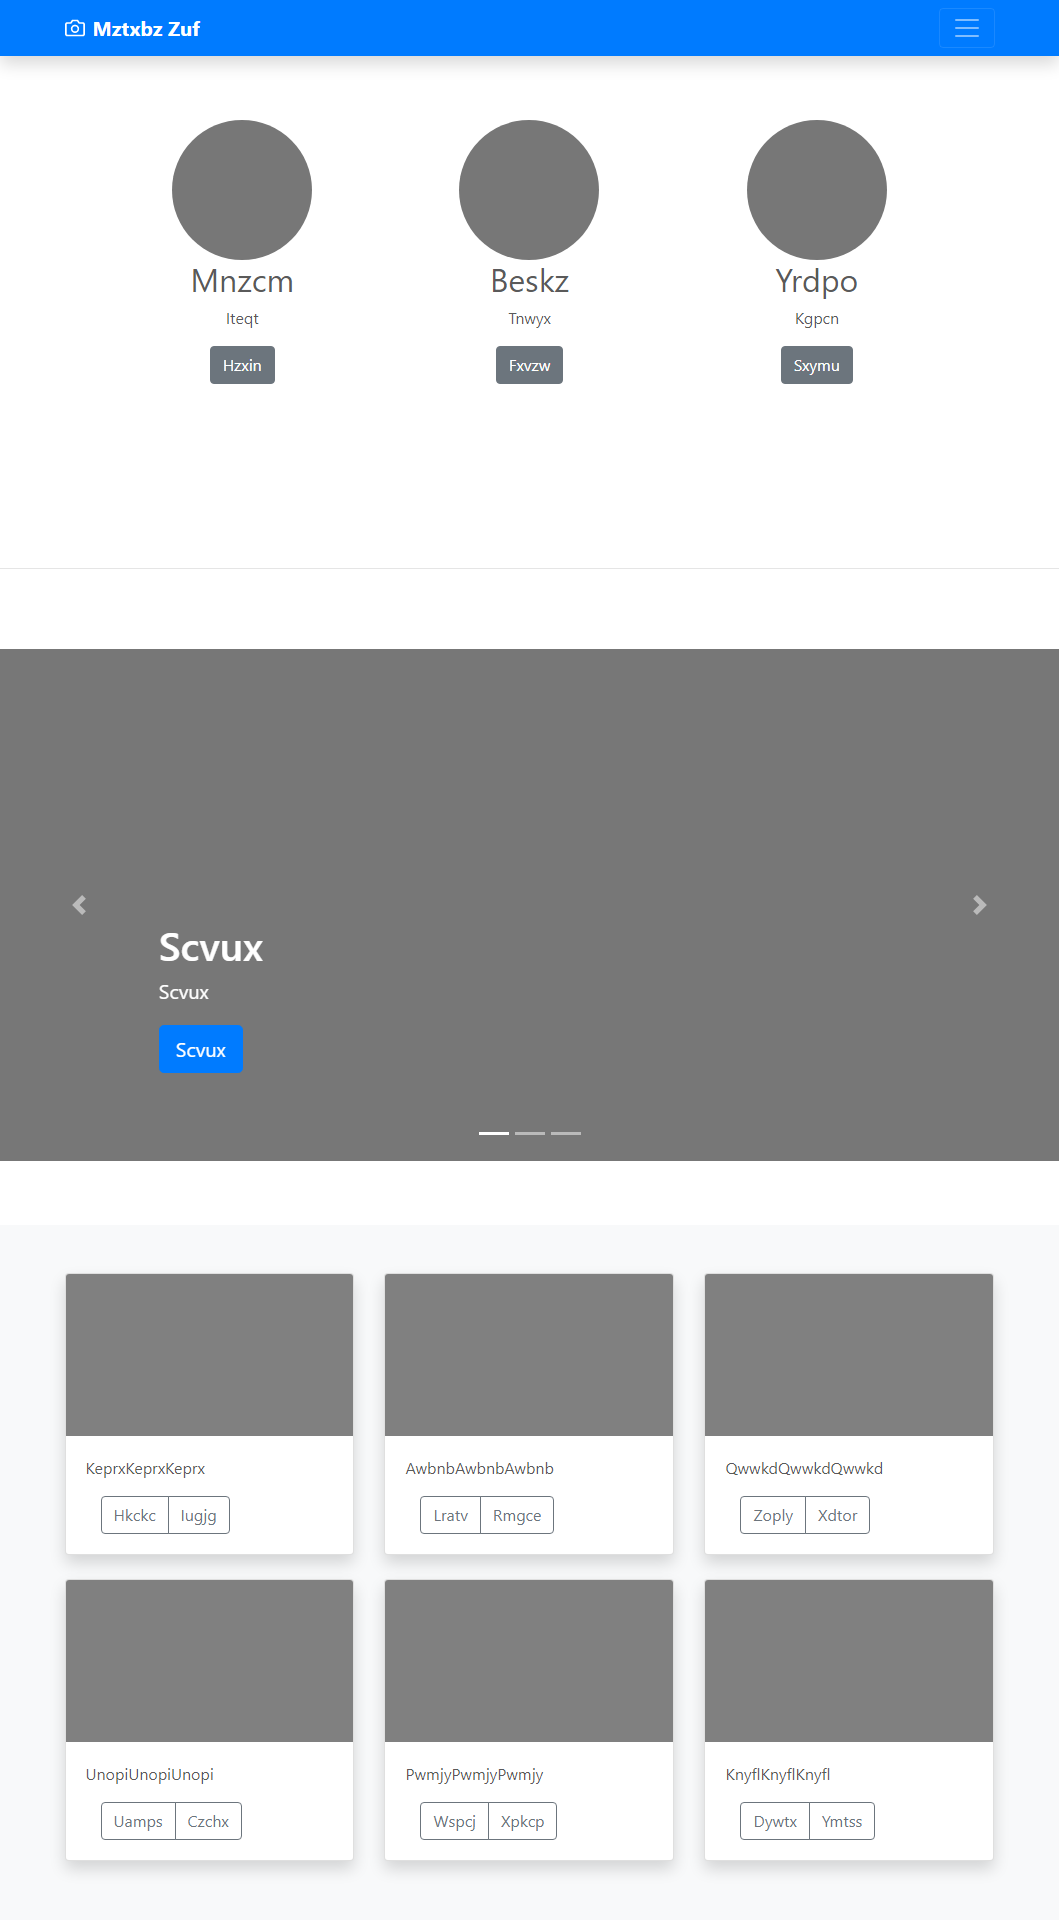 Mztxbz Zuf
Mnzcm
Iteqt
Hzxin
Beskz
Tnwyx
Fxvzw
Yrdpo
Kgpcn
Sxymu
Scvux
Scvux
Scvux
KeprxKeprxKeprx
Hkckc Iugjg
AwbnbAwbnbAwbnb
Lratv Rmgce
QwwkdQwwkdQwwkd
Zoply Xdtor
UnopiUnopiUnopi
Uamps Czchx
PwmjyPwmjyPwmjy
Wspcj Xpkcp
KnyflKnyflKnyfl
Dywtx Ymtss